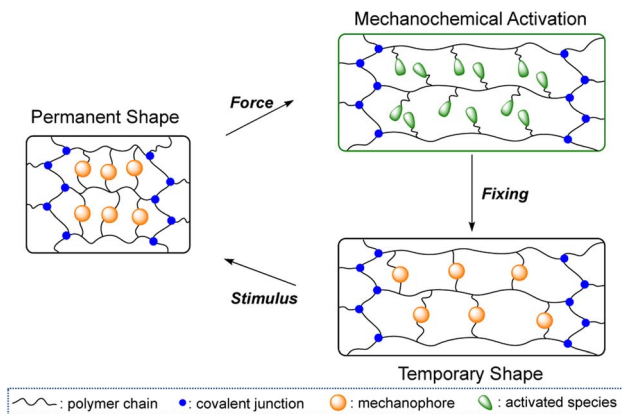 Mechanochemical Activation
Permanent Shape
Force
Fixing
Stimulus
Temporary Shape
: polymer chain : covalent junction : mechanophore : activated species